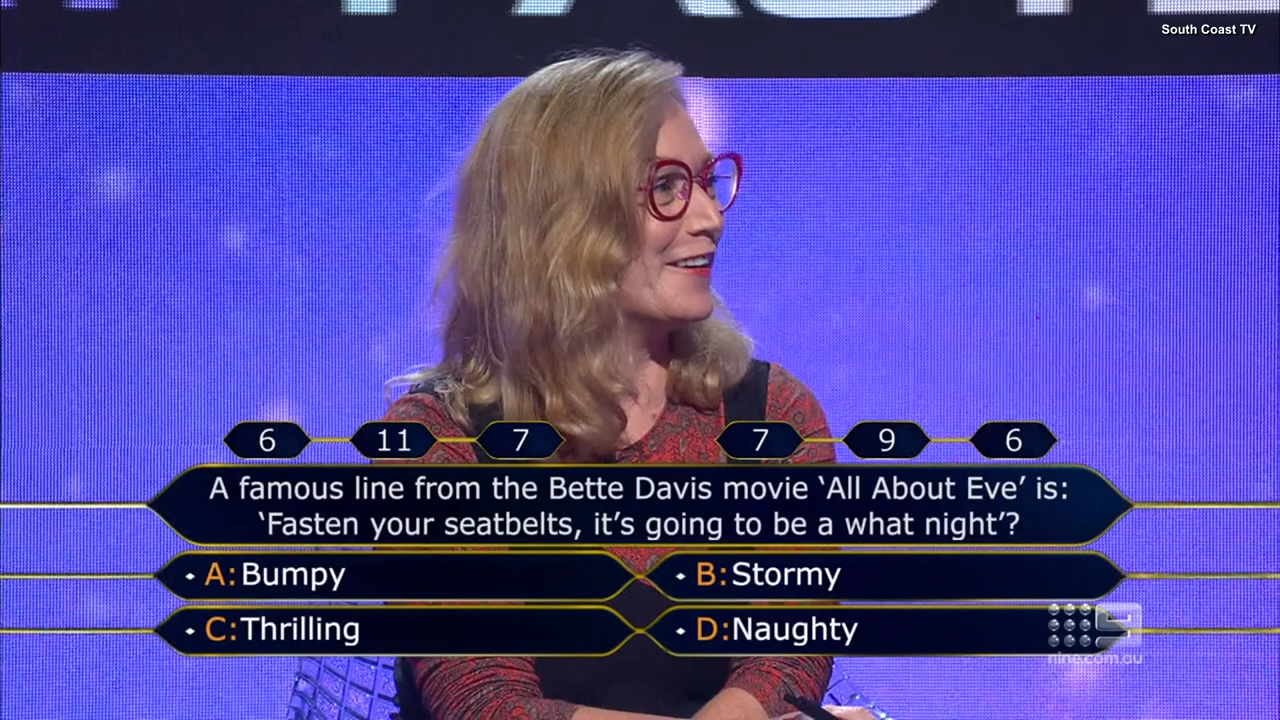 South Coast TV
6 11 7 7 9 6
A famous line from the Bette Davis movie ‘All About Eve’ is:
‘Fasten your seatbelts, it’s going to be a what night’?
A: Bumpy
B: Stormy
C: Thrilling
D: Naughty
9
nine.com.au